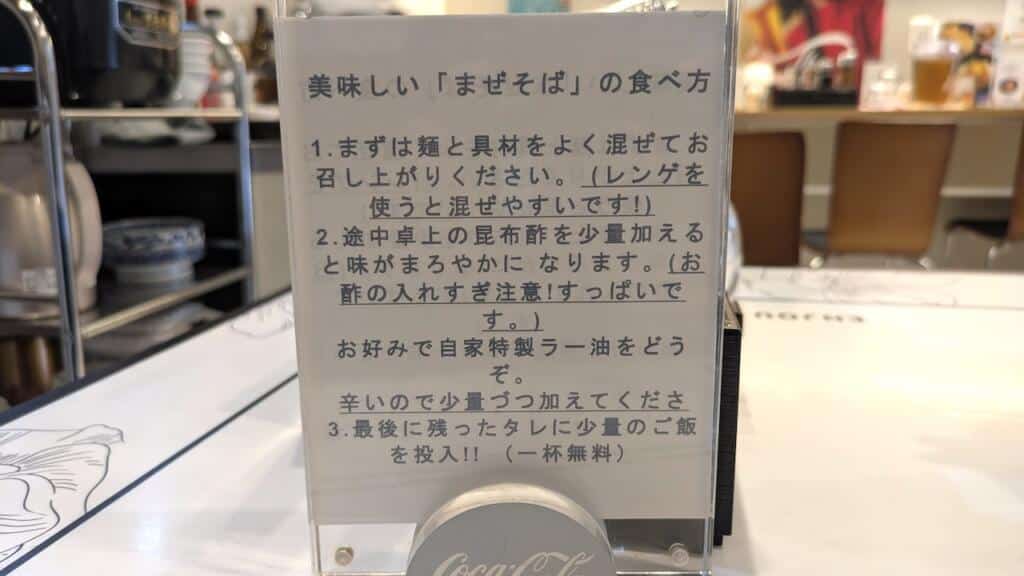 美味しい「まぜそば」の食べ方
1.まずは麺と具材をよく混ぜてお
召し上がりください。(レンゲを
使うと混ぜやすいです!)
2.途中卓上の昆布酢を少量加える
と味がまろやかに なります。(お
酢の入れすぎ注意!すっぱいで
す。)
お好みで自家特製ラー油をどう
ぞ。
辛いので少量づつ加えてくださ
3.最後に残ったタレに少量のご飯
を投入!! （一杯無料）
Coca-Cola